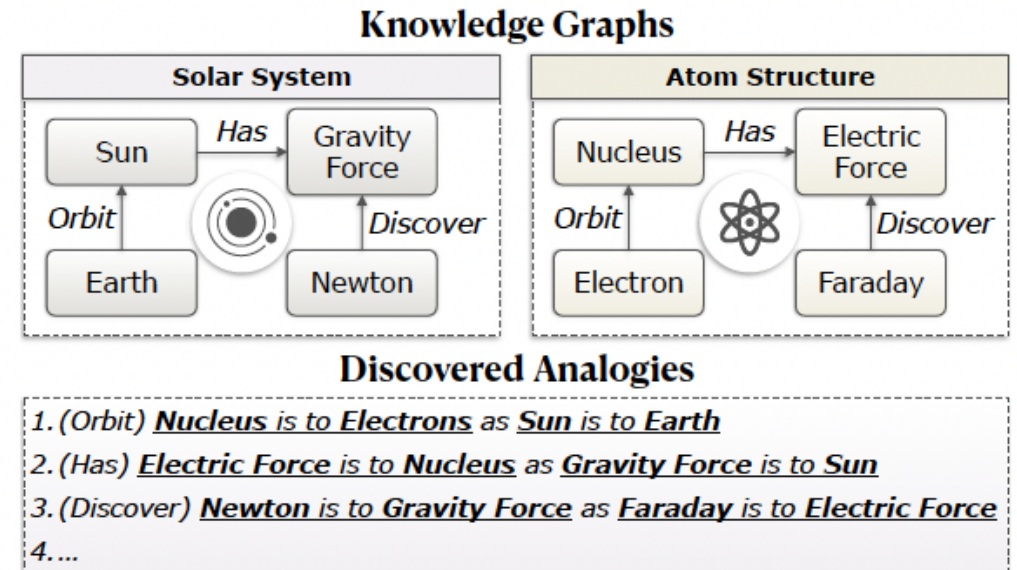 Knowledge Graphs
Solar System
Sun
Has
Gravity
Force
Orbit
Discover
Earth
Newton
Atom Structure
Nucleus
Has
Electric
Force
Orbit
Discover
Electron
Faraday
Discovered Analogies
1. (Orbit) Nucleus is to Electrons as Sun is to Earth
2. (Has) Electric Force is to Nucleus as Gravity Force is to Sun
3. (Discover) Newton is to Gravity Force as Faraday is to Electric Force
4. ...